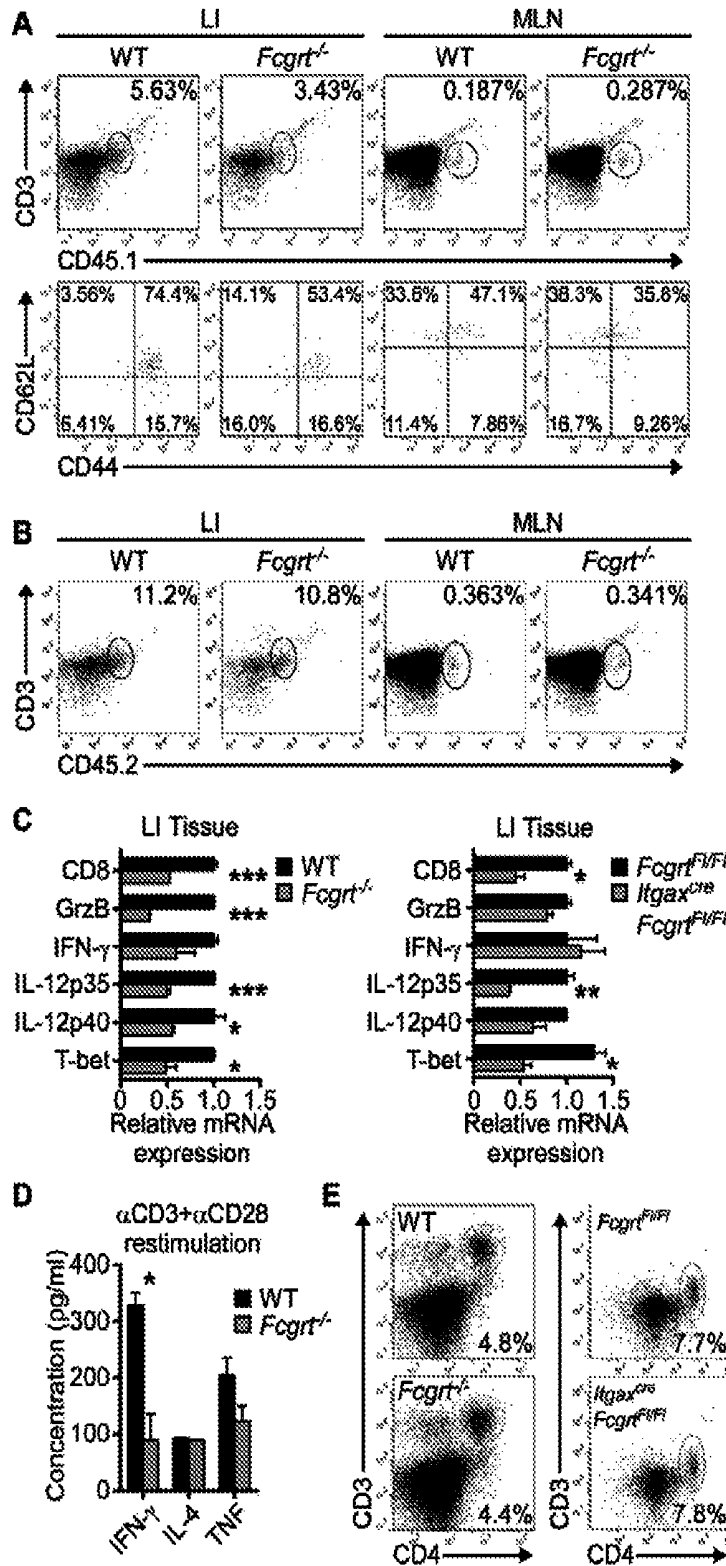 A
LI MLN
WT Fcgrt-/- WT Fcgrt-/-
5.63% 3.43% 0.187% 0.287%
CD3
CD45.1
3.56% 74.4% 14.1% 53.4% 33.6% 47.1% 38.3% 35.8%
CD62L
6.41% 15.7% 16.0% 16.6% 11.4% 7.86% 16.7% 9.26%
CD44
B
LI MLN
WT Fcgrt-/- WT Fcgrt-/-
11.2% 10.8% 0.363% 0.341%
CD3
CD45.2
C
LI Tissue LI Tissue
CD8 *** WT CD8 * FcgrtFl/Fl
GrzB *** Fcgrt-/- GrzB Itgaxcre
FcgrtFl/Fl
IFN-γ IFN-γ
IL-12p35 *** IL-12p35 **
IL-12p40 * IL-12p40
T-bet * T-bet *
0 0.5 1.0 1.5 0 0.5 1.0 1.5
Relative mRNA Relative mRNA
expression expression
D
αCD3+αCD28
restimulation
Concentration (pg/ml)
400
300
200
100
0
*
WT
Fcgrt-/-
IFN-γ IL-4 TNF
E
WT FcgrtFl/Fl
4.8% 7.7%
Fcgrt-/- Itgaxcre
FcgrtFl/Fl
4.4% 7.8%
CD3 CD3
CD4 CD4